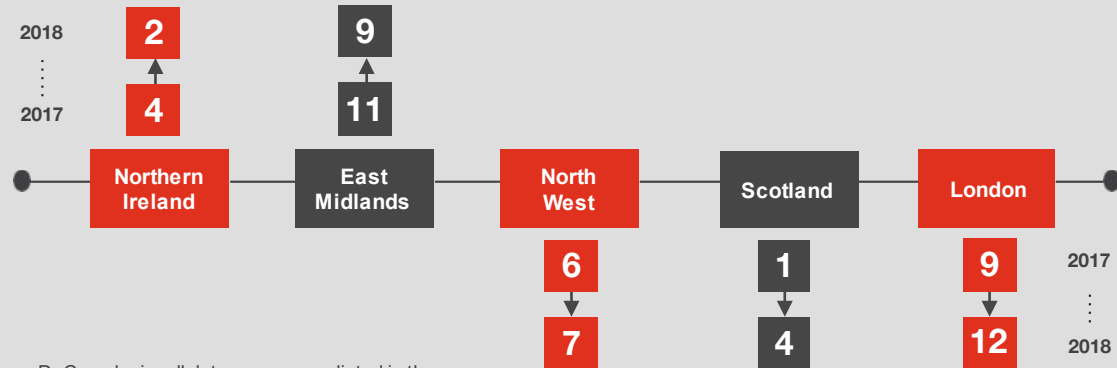 2018
2
9
2017
4
11
Northern
Ireland
East
Midlands
North
West
Scotland
London
6
1
9
2017
7
4
12
2018